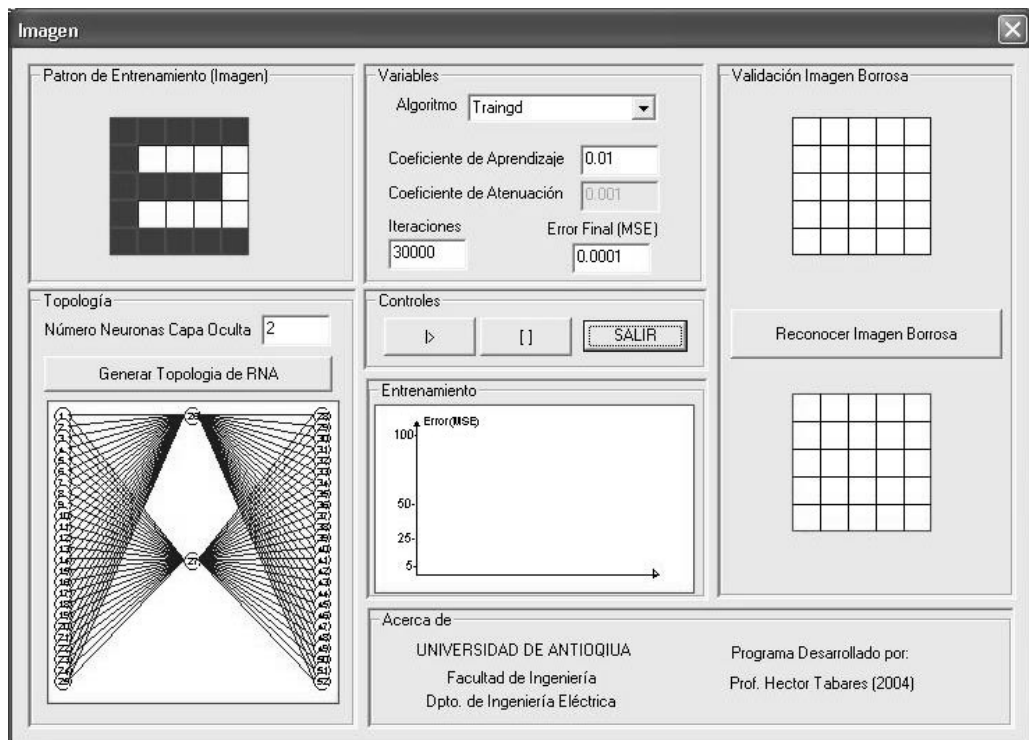 Imagen
Patron de Entrenamiento (Imagen)
Variables
Algoritmo Traingd
Coeficiente de Aprendizaje 0.01
Coeficiente de Atenuación 0.001
Iteraciones Error Final (MSE)
30000 0.0001
Validación Imagen Borrosa
Reconocer Imagen Borrosa
Topología
Número Neuronas Capa Oculta 2
Generar Topologia de RNA
Controles
[ ] SALIR
Entrenamiento
Error(MSE)
100
50
25
5
Acerca de
UNIVERSIDAD DE ANTIOQIUA
Facultad de Ingeniería
Dpto. de Ingeniería Eléctrica
Programa Desarrollado por:
Prof. Hector Tabares (2004)